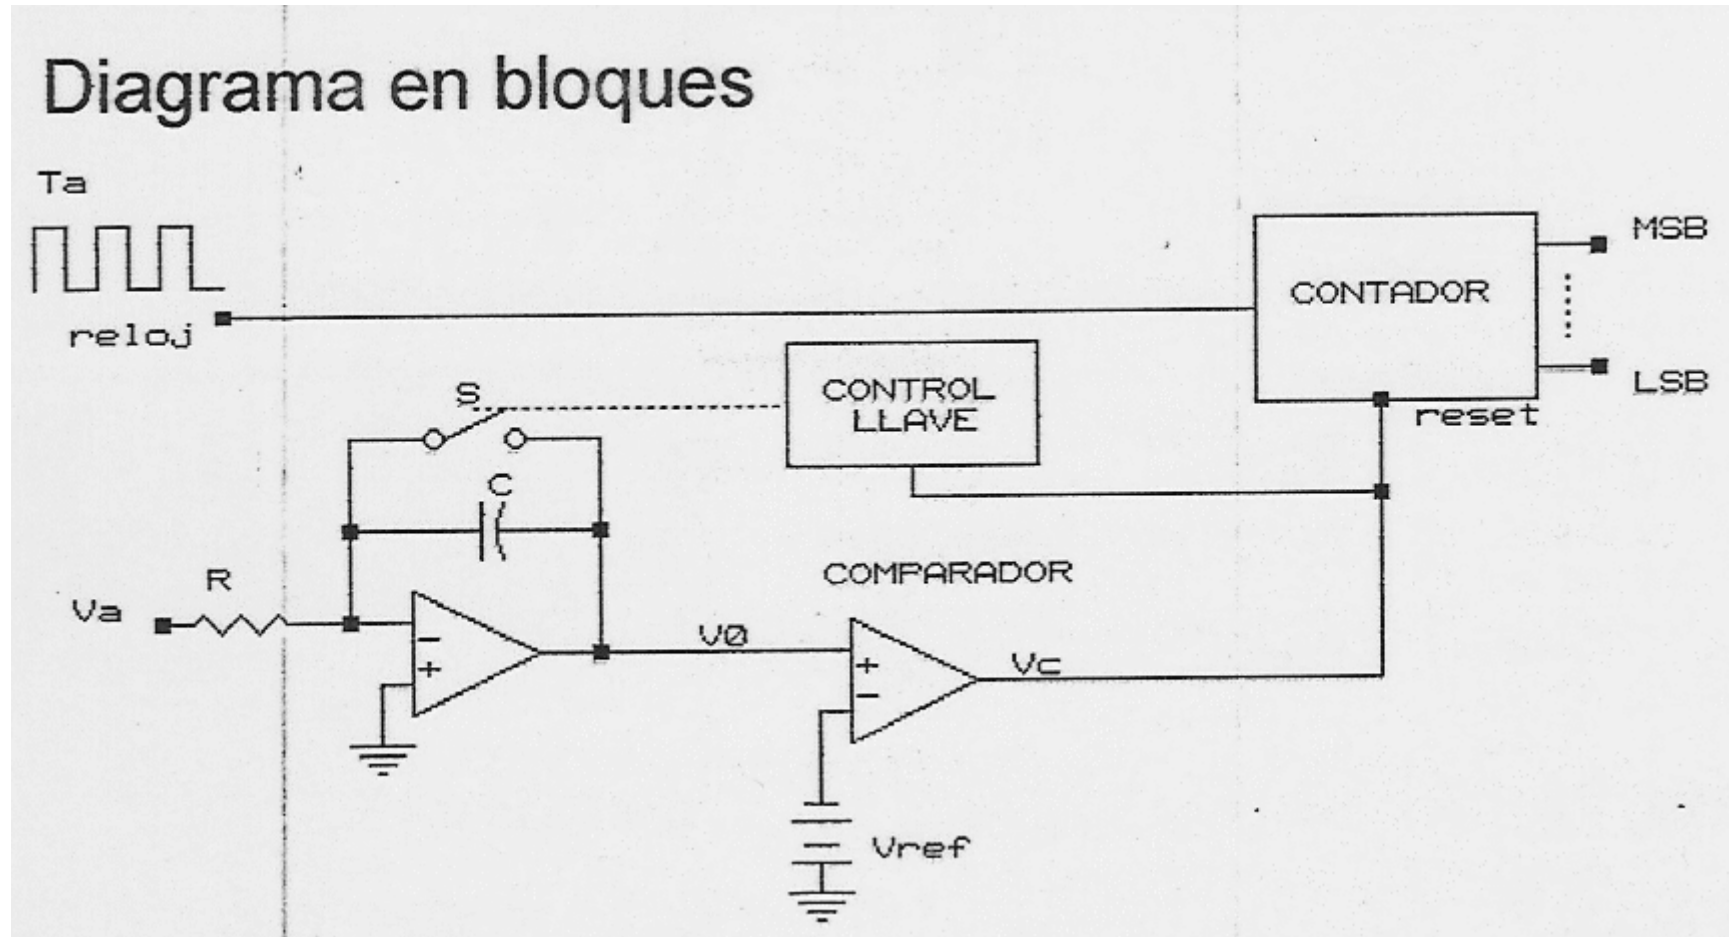 Diagrama en bloques
Ta
reloj
CONTADOR
MSB
LSB
reset
S
CONTROL
LLAVE
C
R
Va
-
+
V0
COMPARADOR
+
-
Vc
Vref